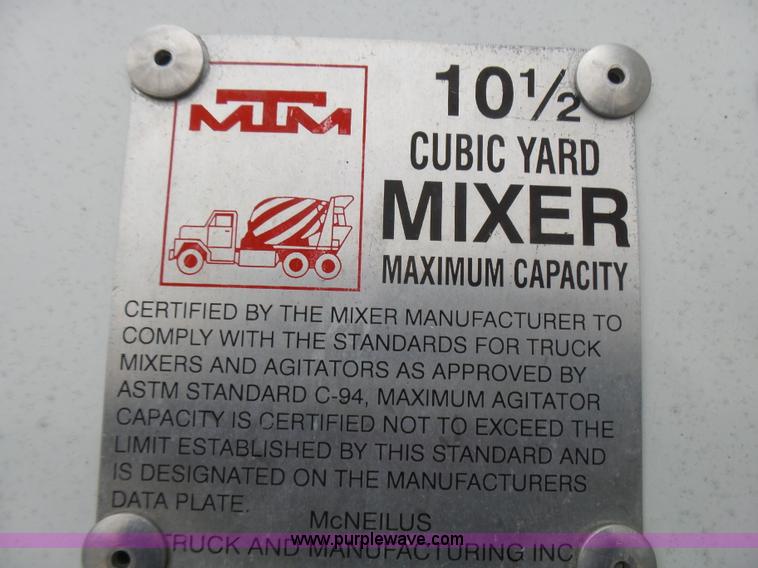 MTM
10½
CUBIC YARD
MIXER
MAXIMUM CAPACITY
CERTIFIED BY THE MIXER MANUFACTURER TO
COMPLY WITH THE STANDARDS FOR TRUCK
MIXERS AND AGITATORS AS APPROVED BY
ASTM STANDARD C-94, MAXIMUM AGITATOR
CAPACITY IS CERTIFIED NOT TO EXCEED THE
LIMIT ESTABLISHED BY THIS STANDARD AND
IS DESIGNATED ON THE MANUFACTURERS
DATA PLATE.
McNEILUS
TRUCK AND MANUFACTURING INC
www.purplewave.com